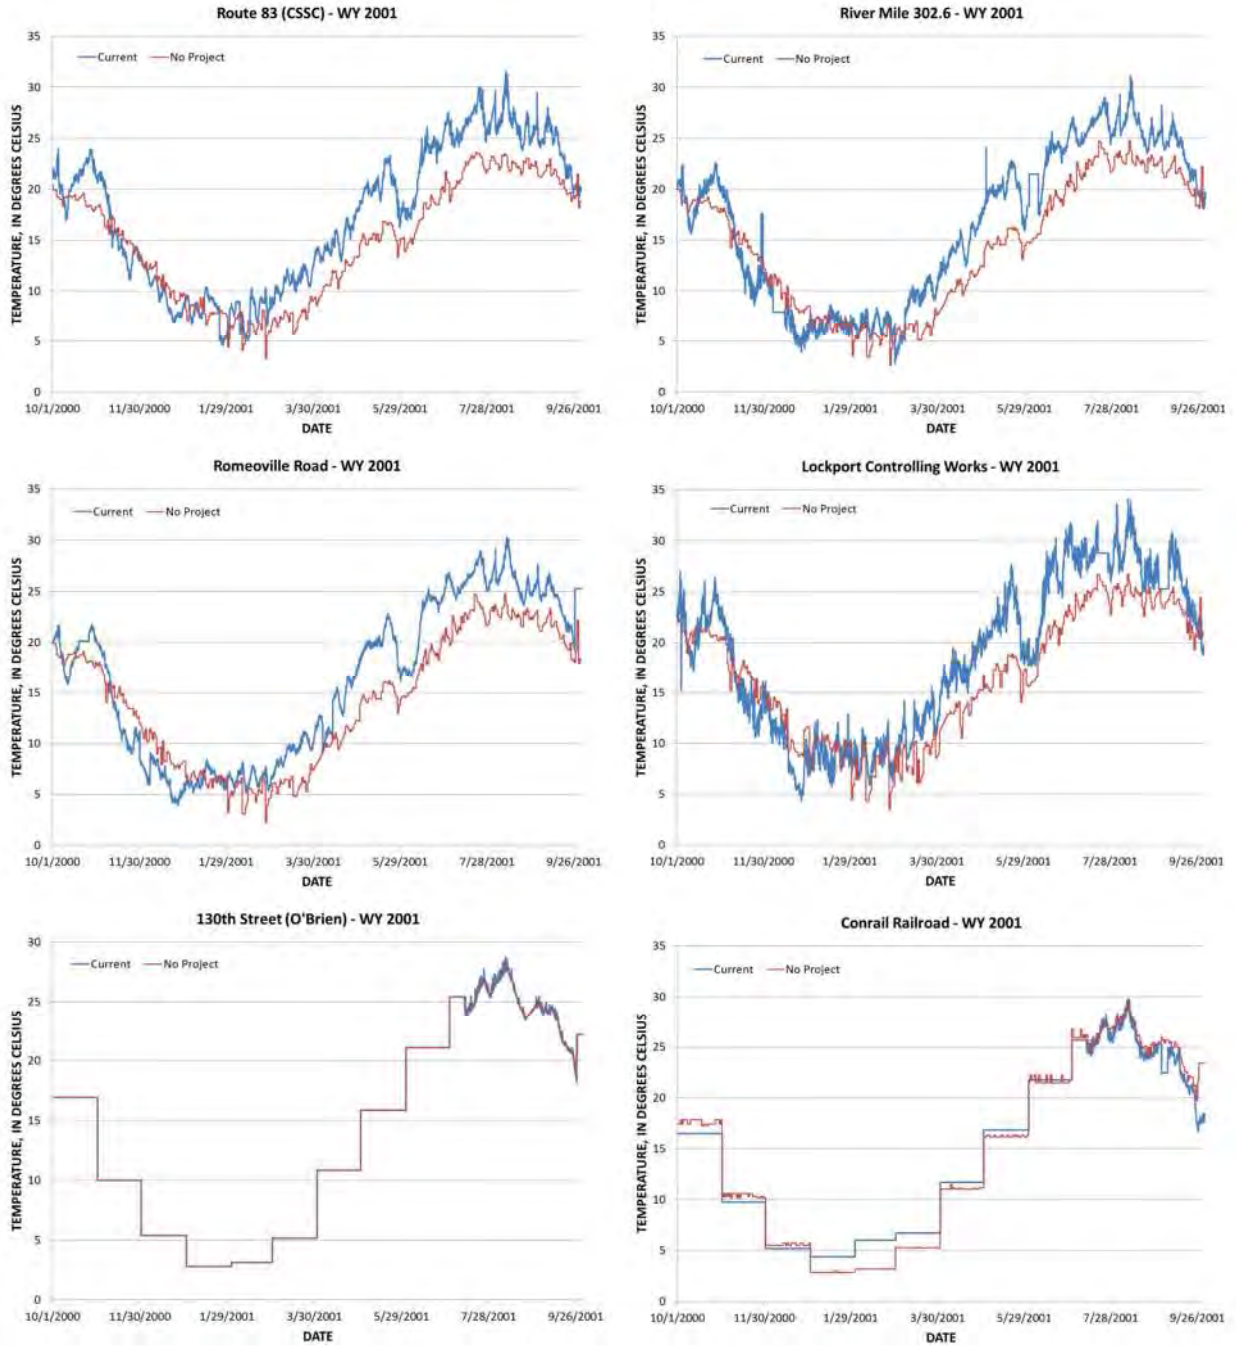 Route 83 (CSSC) - WY 2001
TEMPERATURE, IN DEGREES CELSIUS
35
30
25
20
15
10
5
0
Current
No Project
10/1/2000 11/30/2000 1/29/2001 3/30/2001 5/29/2001 7/28/2001 9/26/2001
DATE
River Mile 302.6 - WY 2001
TEMPERATURE, IN DEGREES CELSIUS
35
30
25
20
15
10
5
0
Current
No Project
10/1/2000 11/30/2000 1/29/2001 3/30/2001 5/29/2001 7/28/2001 9/26/2001
DATE
Romeoville Road - WY 2001
TEMPERATURE, IN DEGREES CELSIUS
35
30
25
20
15
10
5
0
Current
No Project
10/1/2000 11/30/2000 1/29/2001 3/30/2001 5/29/2001 7/28/2001 9/26/2001
DATE
Lockport Controlling Works - WY 2001
TEMPERATURE, IN DEGREES CELSIUS
35
30
25
20
15
10
5
0
Current
No Project
10/1/2000 11/30/2000 1/29/2001 3/30/2001 5/29/2001 7/28/2001 9/26/2001
DATE
130th Street (O'Brien) - WY 2001
TEMPERATURE, IN DEGREES CELSIUS
30
25
20
15
10
5
0
Current
No Project
10/1/2000 11/30/2000 1/29/2001 3/30/2001 5/29/2001 7/28/2001 9/26/2001
DATE
Conrail Railroad - WY 2001
TEMPERATURE, IN DEGREES CELSIUS
35
30
25
20
15
10
5
0
Current
No Project
10/1/2000 11/30/2000 1/29/2001 3/30/2001 5/29/2001 7/28/2001 9/26/2001
DATE